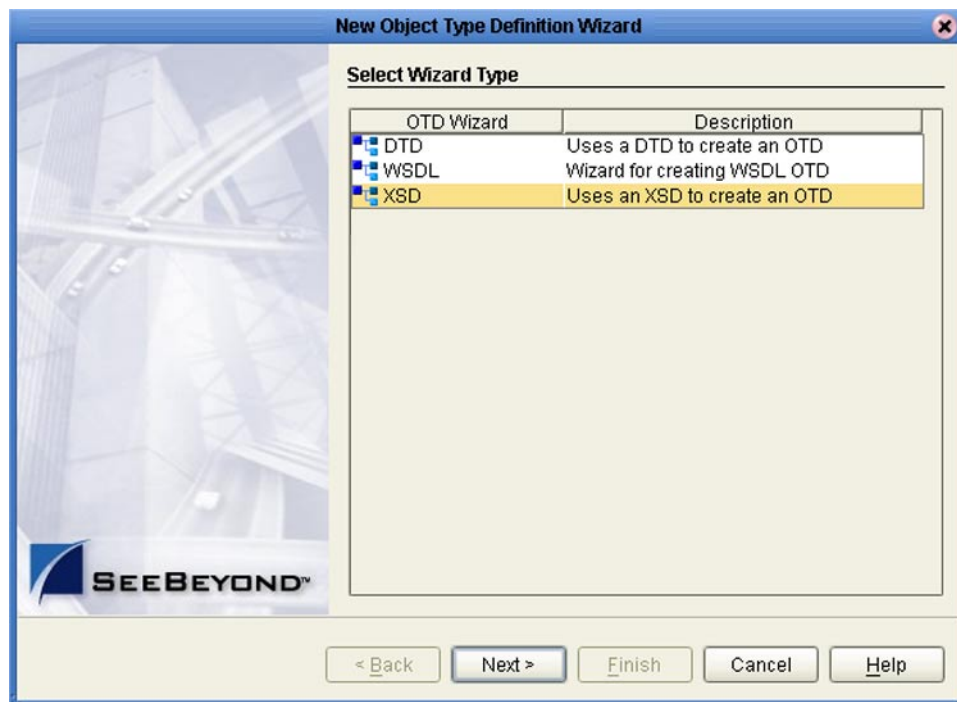 New Object Type Definition Wizard
Select Wizard Type
OTD Wizard Description
DTD Uses a DTD to create an OTD
WSDL Wizard for creating WSDL OTD
XSD Uses an XSD to create an OTD
SEEBEYOND™
< Back Next > Finish Cancel Help